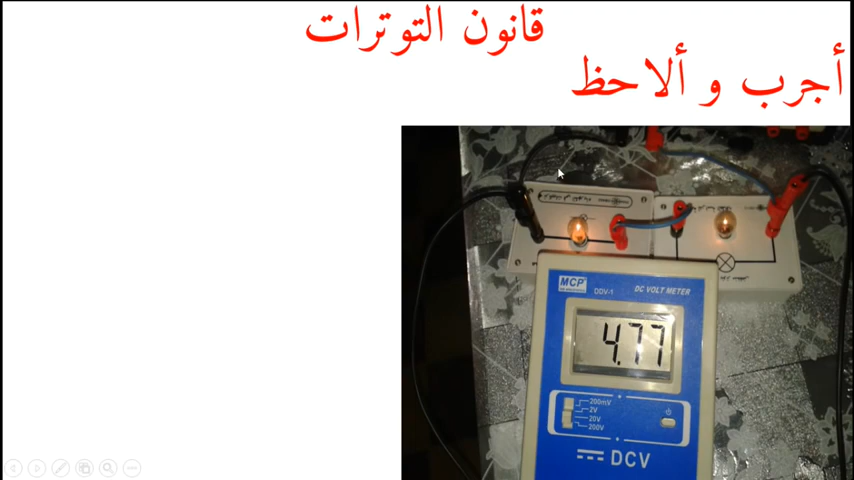 قانون التوترات
أجرب و ألاحظ
MCP
DDV-1
DC VOLT METER
4.77
200mV
2V
20V
200V
DCV